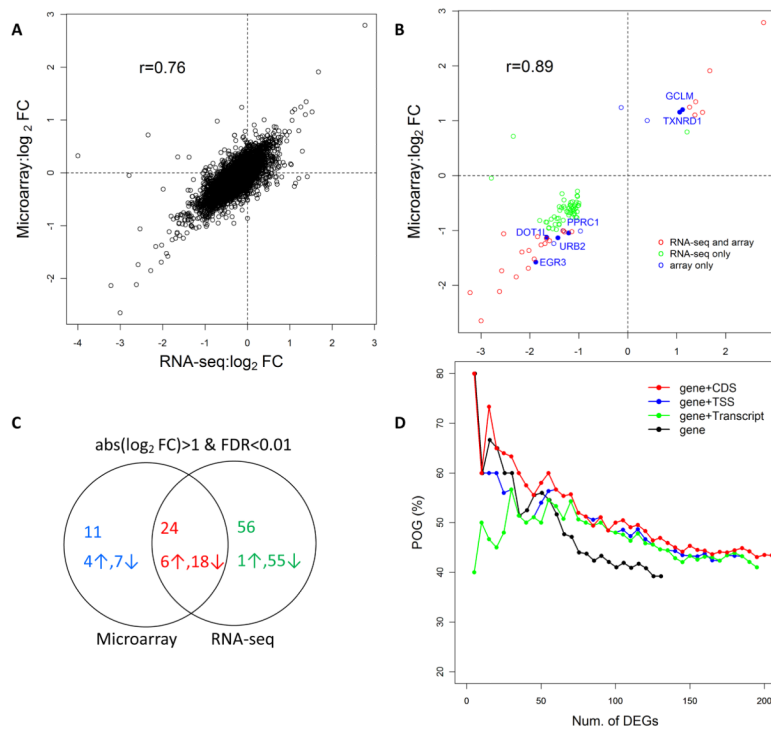 A
r=0.76
Microarray:log₂ FC
3
2
1
0
-1
-2
-4 -3 -2 -1 0 1 2 3
RNA-seq:log₂ FC
B
r=0.89
Microarray:log₂ FC
3
2
1
0
-1
-2
GCLM
TXNRD1
PPRC1
DOT1L
URB2
EGR3
RNA-seq and array
RNA-seq only
array only
-3 -2 -1 0 1 2
C
abs(log₂ FC)>1 & FDR<0.01
11
4↑,7↓
24
6↑,18↓
56
1↑,55↓
Microarray
RNA-seq
D
POG (%)
80
70
60
50
40
30
20
gene+CDS
gene+TSS
gene+Transcript
gene
0 50 100 150 200
Num. of DEGs